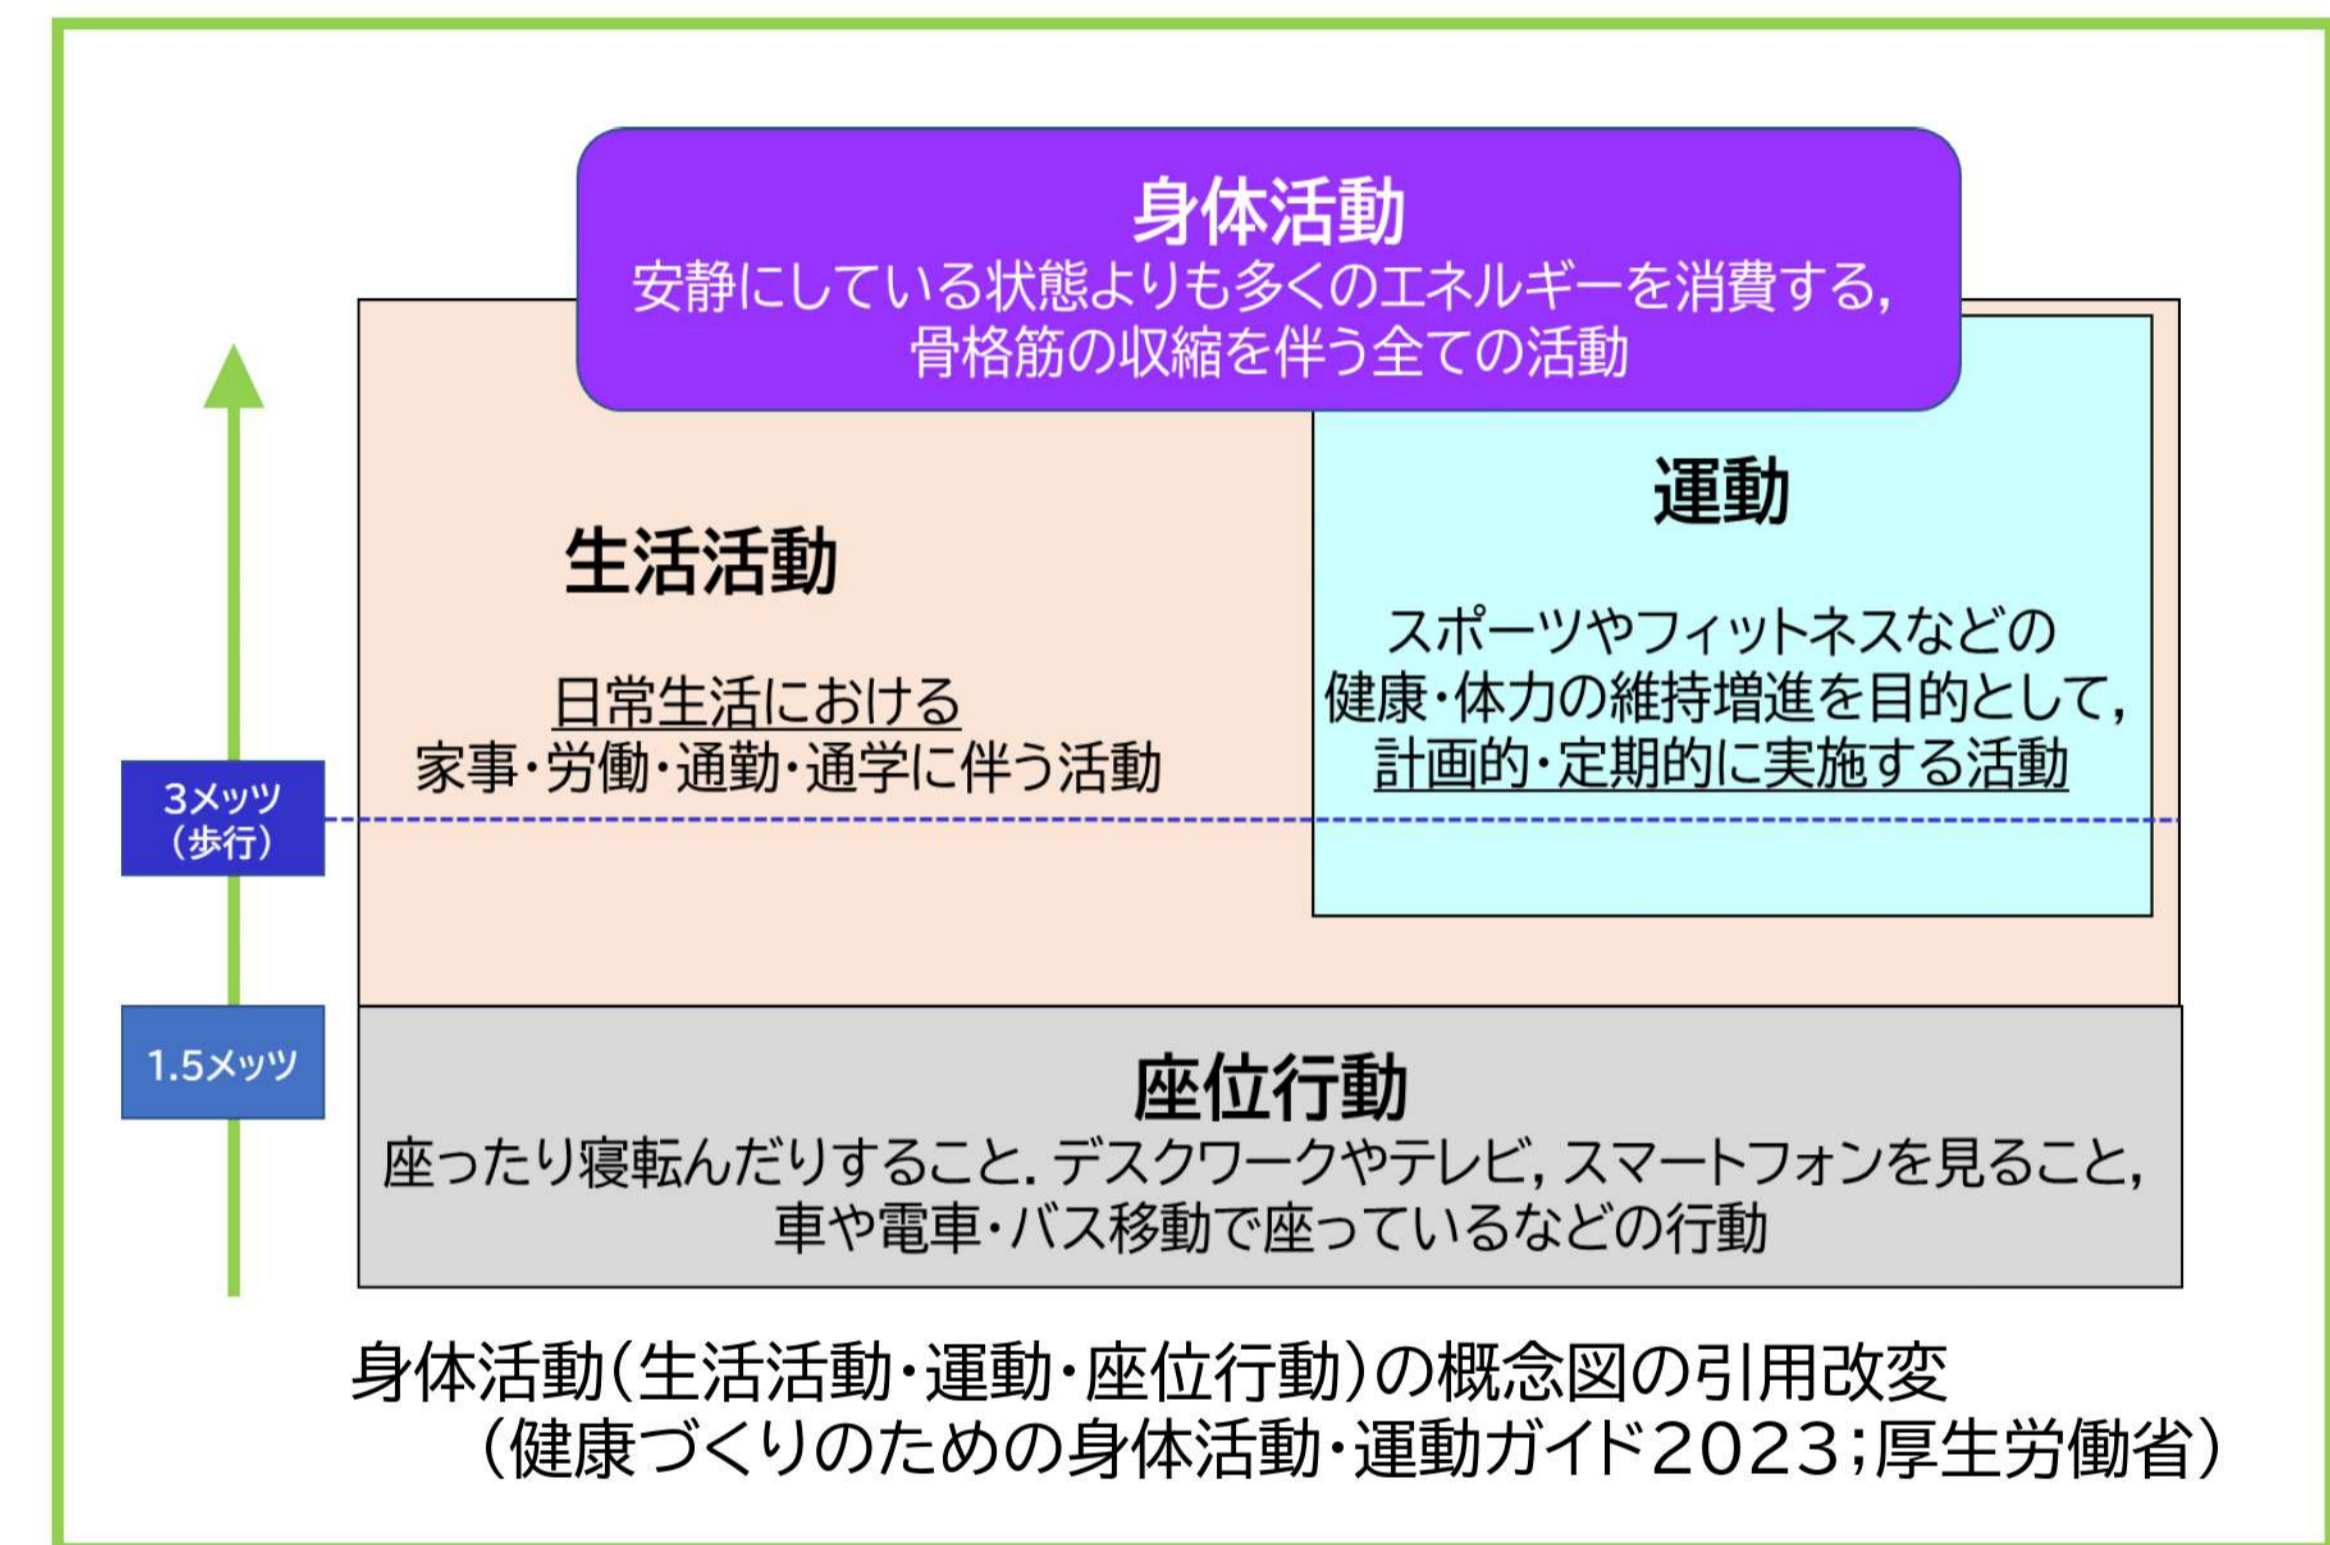 身体活動
安静にしている状態よりも多くのエネルギーを消費する，
骨格筋の収縮を伴う全ての活動
生活活動
日常生活における
家事・労働・通勤・通学に伴う活動
運動
スポーツやフィットネスなどの
健康・体力の維持増進を目的として，
計画的・定期的に実施する活動
3メッツ
（歩行）
1.5メッツ
座位行動
座ったり寝転んだりすること．デスクワークやテレビ，スマートフォンを見ること，
車や電車・バス移動で座っているなどの行動
身体活動（生活活動・運動・座位行動）の概念図の引用改変
（健康づくりのための身体活動・運動ガイド2023；厚生労働省）